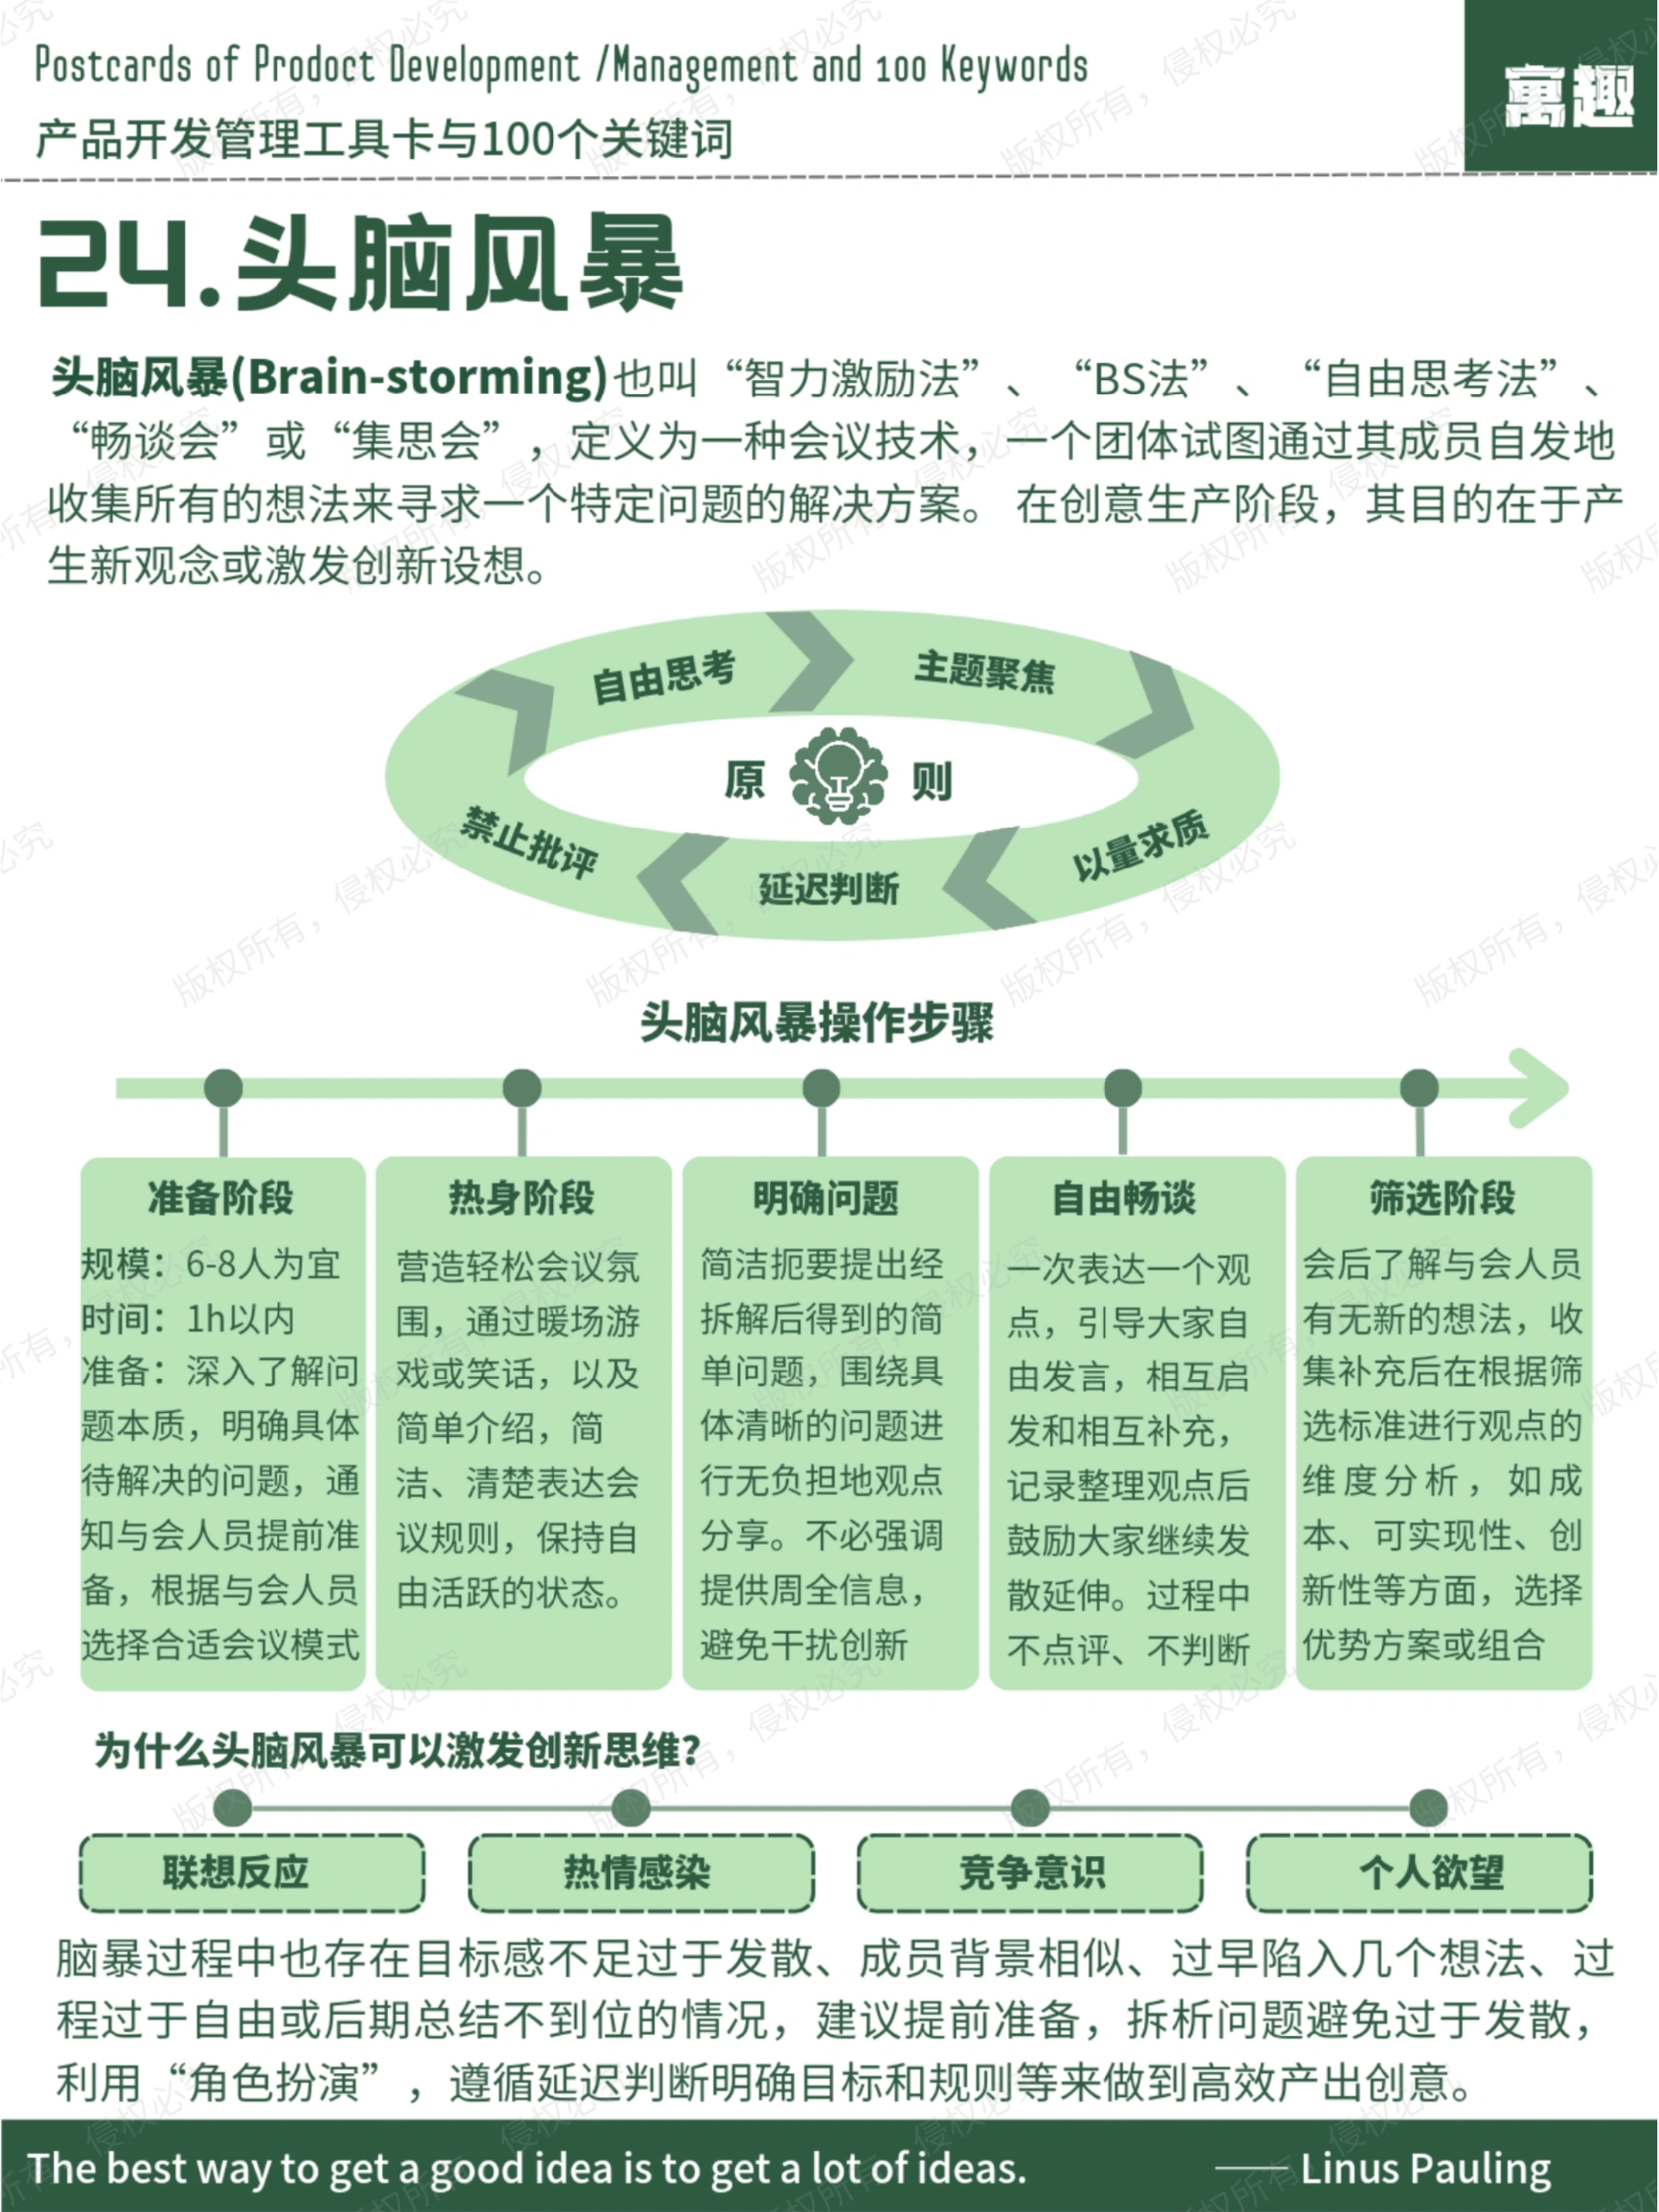 Postcards of Prodoct Development /Management and 100 Keywords
产品开发管理工具卡与100个关键词
寓趣
24.头脑风暴
头脑风暴(Brain-storming)也叫“智力激励法”、“BS法”、“自由思考法”、
“畅谈会”或“集思会”，定义为一种会议技术，一个团体试图通过其成员自发地
收集所有的想法来寻求一个特定问题的解决方案。 在创意生产阶段，其目的在于产
生新观念或激发创新设想。
自由思考
主题聚焦
原 则
禁止批评
以量求质
延迟判断
头脑风暴操作步骤
准备阶段
规模：6-8人为宜
时间：1h以内
准备：深入了解问
题本质，明确具体
待解决的问题，通
知与会人员提前准
备，根据与会人员
选择合适会议模式
热身阶段
营造轻松会议氛
围，通过暖场游
戏或笑话，以及
简单介绍，简
洁、清楚表达会
议规则，保持自
由活跃的状态。
明确问题
简洁扼要提出经
拆解后得到的简
单问题，围绕具
体清晰的问题进
行无负担地观点
分享。不必强调
提供周全信息，
避免干扰创新
自由畅谈
一次表达一个观
点，引导大家自
由发言，相互启
发和相互补充，
记录整理观点后
鼓励大家继续发
散延伸。过程中
不点评、不判断
筛选阶段
会后了解与会人员
有无新的想法，收
集补充后在根据筛
选标准进行观点的
维度分析，如成
本、可实现性、创
新性等方面，选择
优势方案或组合
为什么头脑风暴可以激发创新思维？
联想反应
热情感染
竞争意识
个人欲望
脑暴过程中也存在目标感不足过于发散、成员背景相似、过早陷入几个想法、过
程过于自由或后期总结不到位的情况，建议提前准备，拆析问题避免过于发散，
利用“角色扮演”，遵循延迟判断明确目标和规则等来做到高效产出创意。
The best way to get a good idea is to get a lot of ideas. —— Linus Pauling
版权所有，侵权必究